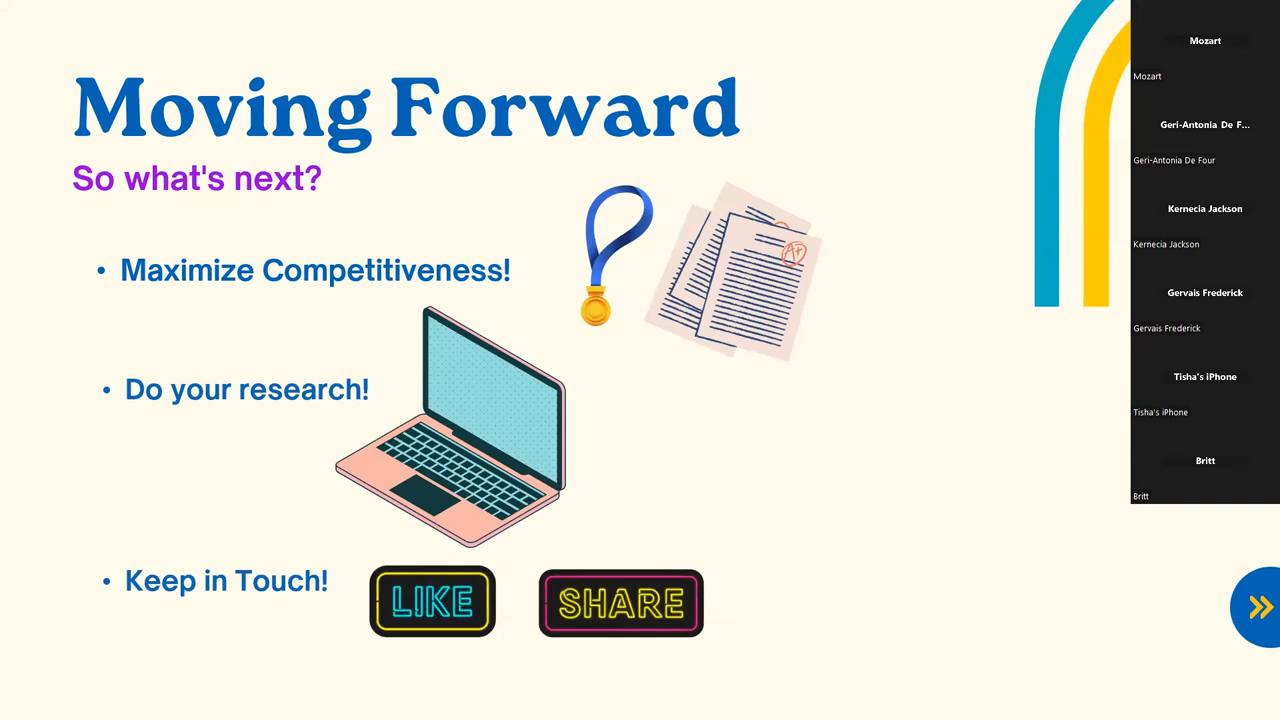 Moving Forward
So what's next?
• Maximize Competitiveness!
A+
• Do your research!
• Keep in Touch!
LIKE
SHARE
Mozart
Mozart
Geri-Antonia De F...
Geri-Antonia De Four
Kernecia Jackson
Kernecia Jackson
Gervais Frederick
Gervais Frederick
Tisha's iPhone
Tisha's iPhone
Britt
Britt